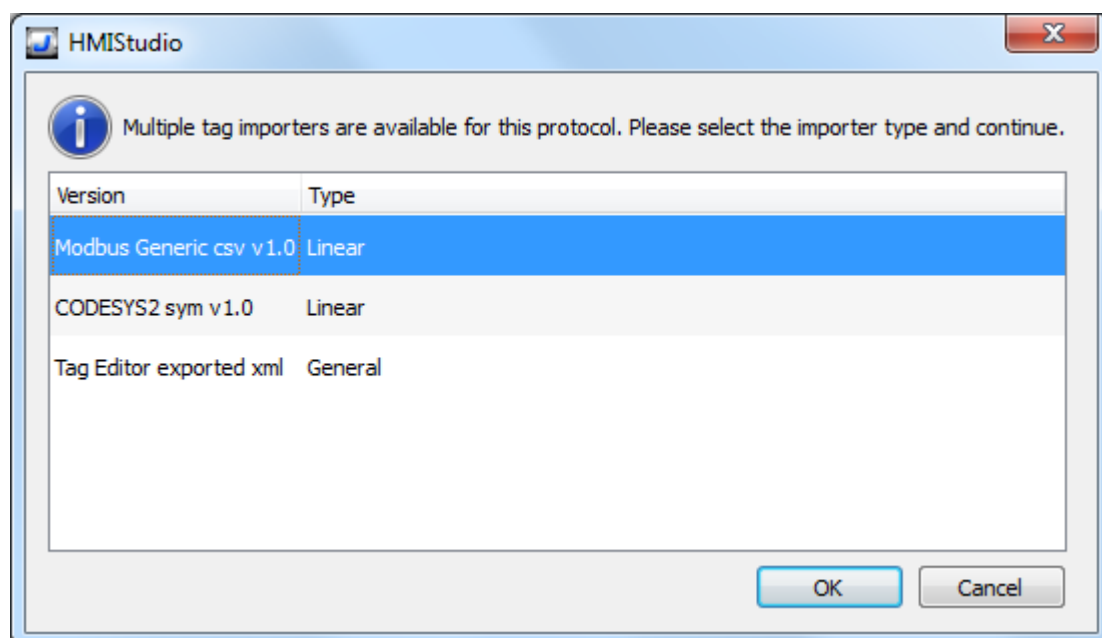 HMIStudio
Multiple tag importers are available for this protocol. Please select the importer type and continue.
Version Type
Modbus Generic csv v1.0 Linear
CODESYS2 sym v1.0 Linear
Tag Editor exported xml General
OK Cancel